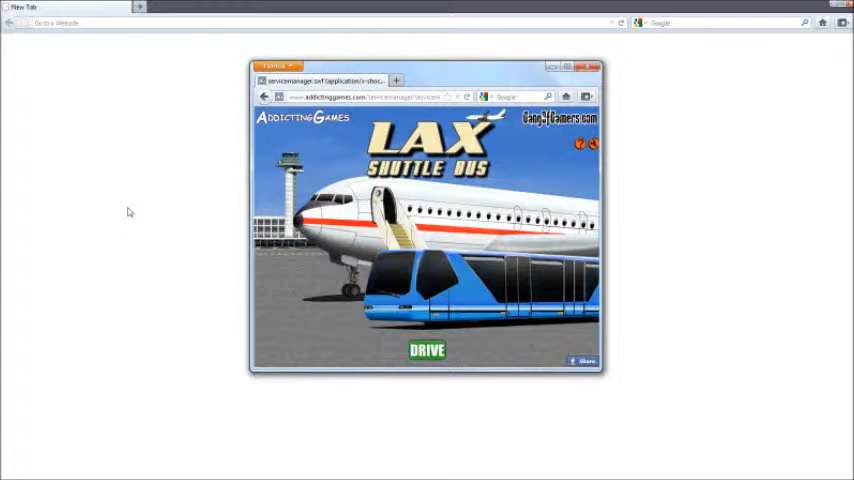 New Tab
Go to a Website
Google
Firefox
servicemanager.swf (application/x-shoc...
www.addictinggames.com/servicemanager/servicem
Google
ADDICTINGGAMES
GangOfGamers.com
LAX
SHUTTLE BUS
DRIVE
Share